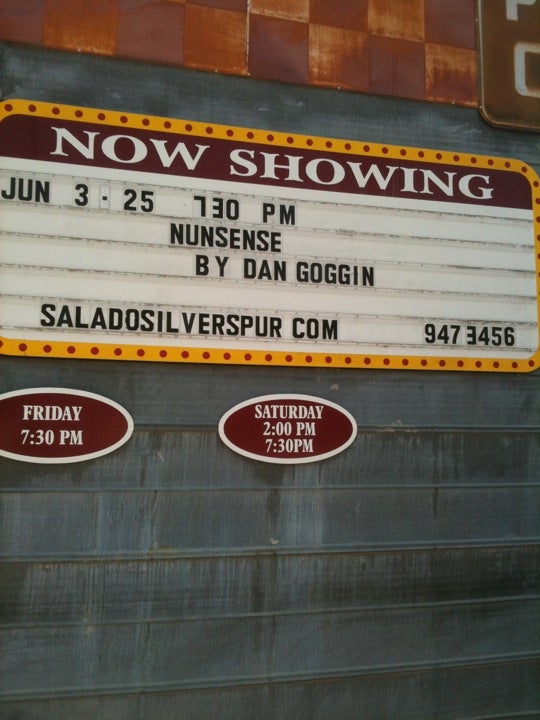 NOW SHOWING
JUN 3 - 25 730 PM
NUNSENSE
BY DAN GOGGIN
SALADOSILVERSPUR COM 947 3456
FRIDAY
7:30 PM
SATURDAY
2:00 PM
7:30PM